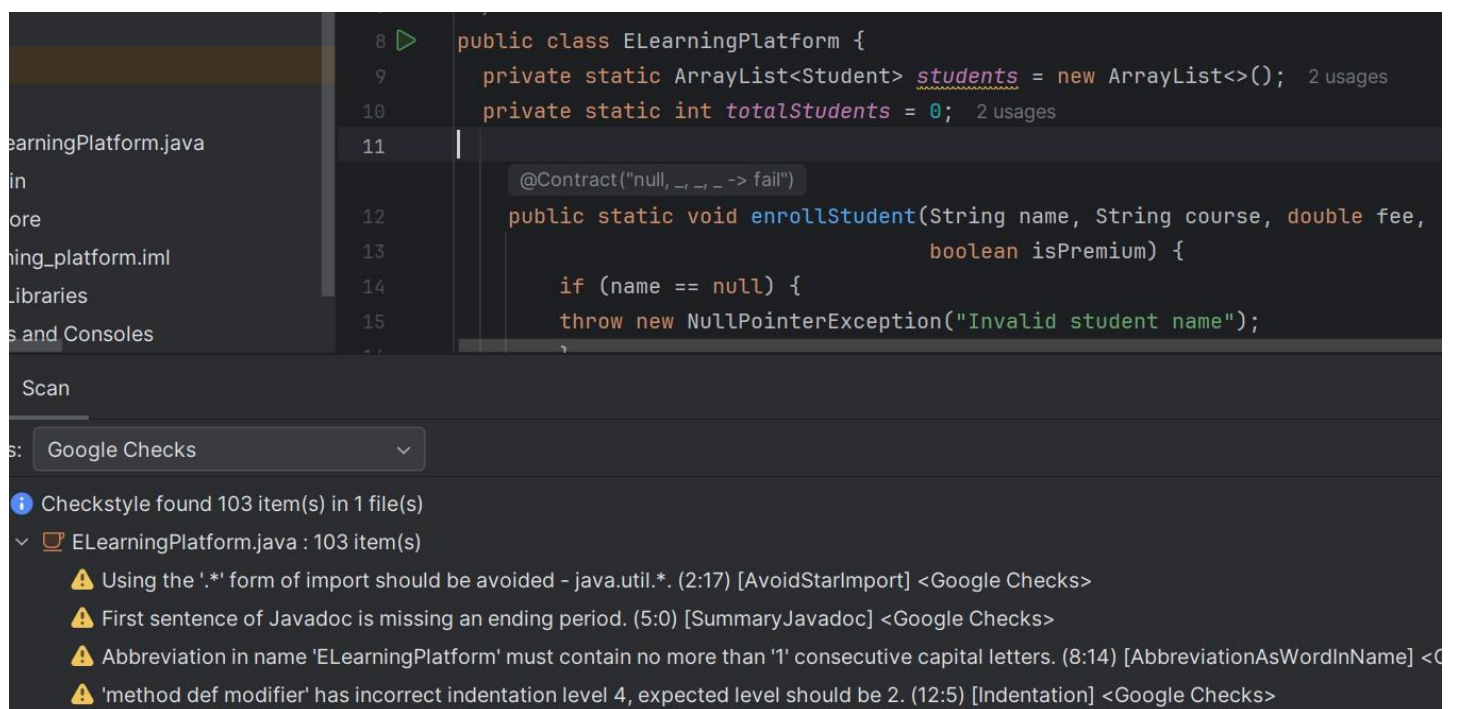 8 public class ELearningPlatform {
9 private static ArrayList<Student> students = new ArrayList<>(); 2 usages
10 private static int totalStudents = 0; 2 usages
earningPlatform.java
11
in
@Contract("null, _, _, _ -> fail")
ore
12 public static void enrollStudent(String name, String course, double fee,
ning_platform.iml
13 boolean isPremium) {
Libraries
14 if (name == null) {
s and Consoles
15 throw new NullPointerException("Invalid student name");
Scan
s: Google Checks
Checkstyle found 103 item(s) in 1 file(s)
ELearningPlatform.java : 103 item(s)
Using the '.*' form of import should be avoided - java.util.*. (2:17) [AvoidStarImport] <Google Checks>
First sentence of Javadoc is missing an ending period. (5:0) [SummaryJavadoc] <Google Checks>
Abbreviation in name 'ELearningPlatform' must contain no more than '1' consecutive capital letters. (8:14) [AbbreviationAsWordInName] <
'method def modifier' has incorrect indentation level 4, expected level should be 2. (12:5) [Indentation] <Google Checks>